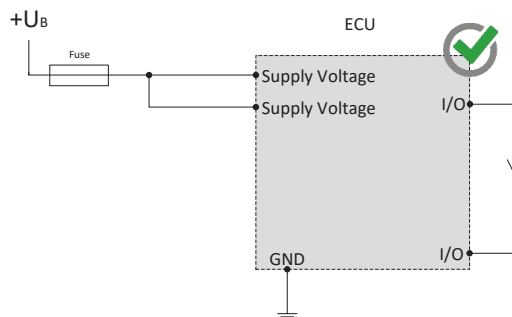 +UB
Fuse
ECU
Supply Voltage
Supply Voltage
I/O
I/O
GND